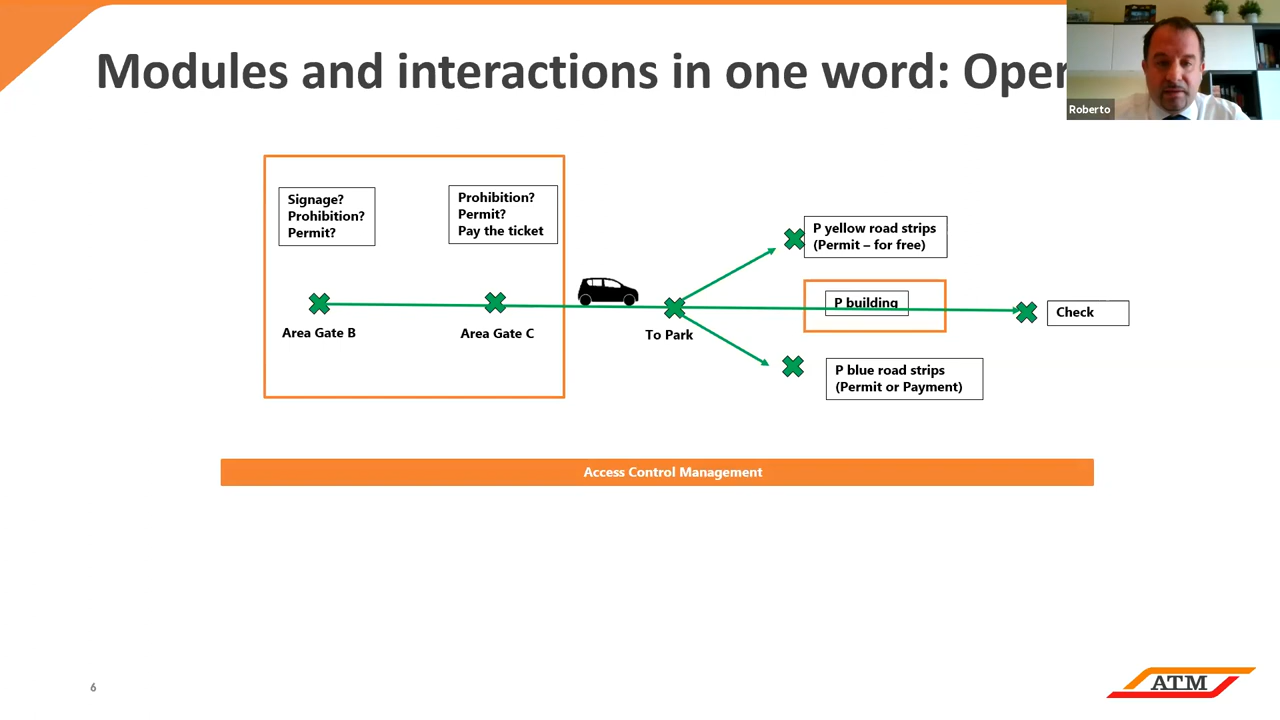 Modules and interactions in one word: Oper
Roberto
Signage?
Prohibition?
Permit?
Prohibition?
Permit?
Pay the ticket
P yellow road strips
(Permit – for free)
P building
Check
Area Gate B
Area Gate C
To Park
P blue road strips
(Permit or Payment)
Access Control Management
6
ATM